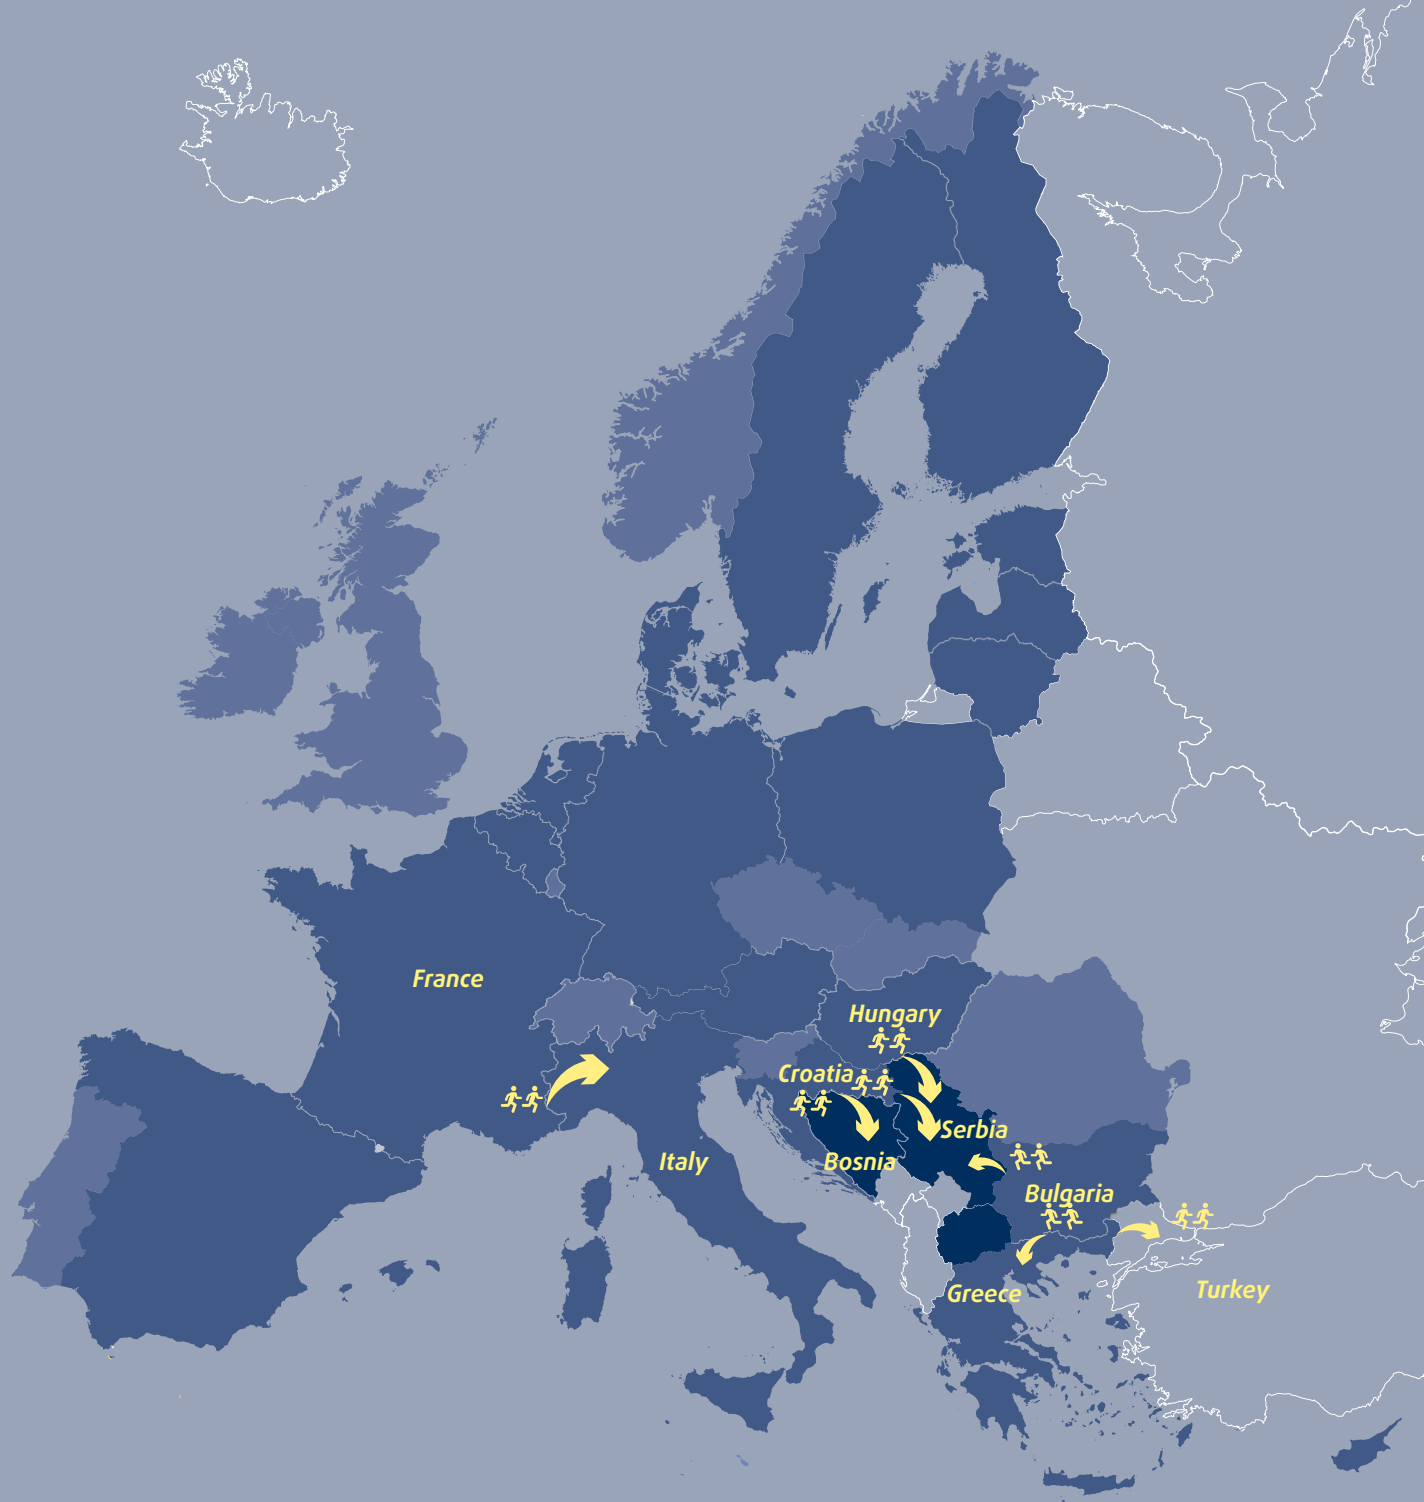 France
Hungary
Croatia
Serbia
Italy
Bosnia
Bulgaria
Greece
Turkey